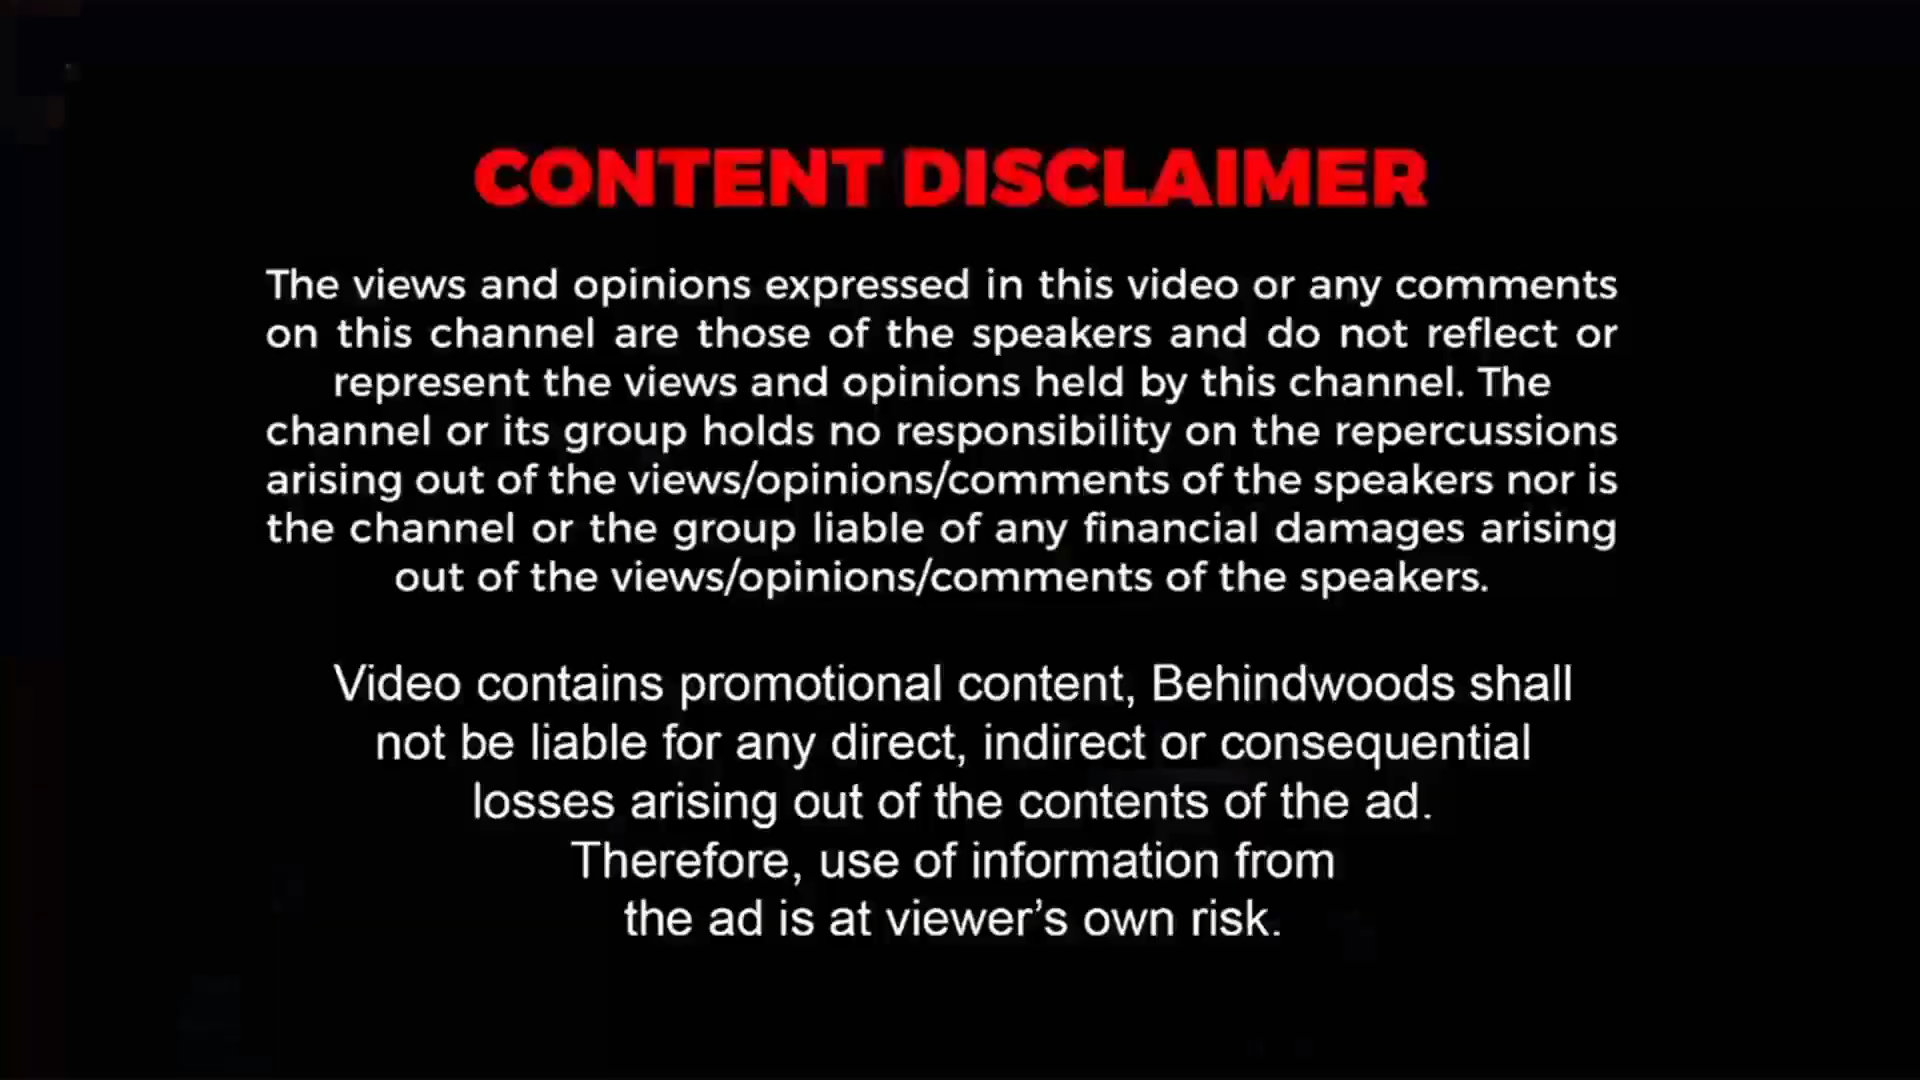 CONTENT DISCLAIMER
The views and opinions expressed in this video or any comments
on this channel are those of the speakers and do not reflect or
represent the views and opinions held by this channel. The
channel or its group holds no responsibility on the repercussions
arising out of the views/opinions/comments of the speakers nor is
the channel or the group liable of any financial damages arising
out of the views/opinions/comments of the speakers.
Video contains promotional content, Behindwoods shall
not be liable for any direct, indirect or consequential
losses arising out of the contents of the ad.
Therefore, use of information from
the ad is at viewer’s own risk.